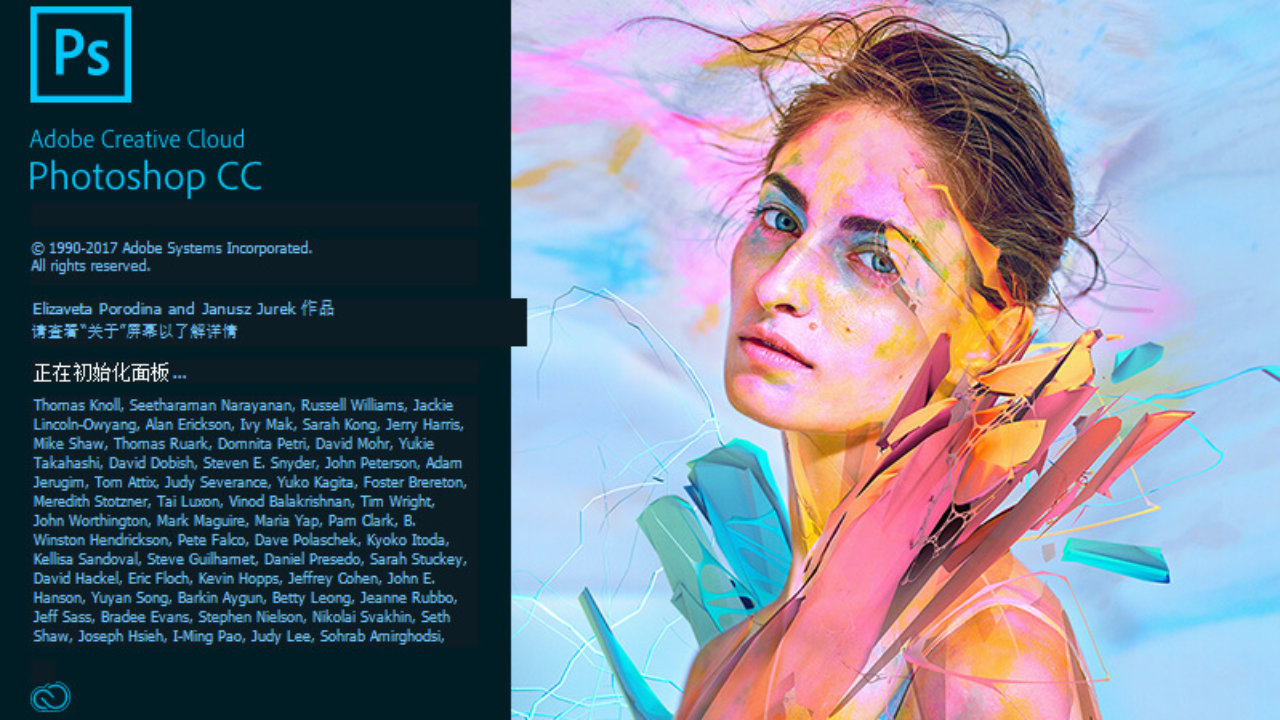 Ps
Adobe Creative Cloud
Photoshop CC
© 1990-2017 Adobe Systems Incorporated.
All rights reserved.
Elizaveta Porodina and Janusz Jurek 作品
请查看“关于”屏幕以了解详情
正在初始化面板...
Thomas Knoll, Seetharaman Narayanan, Russell Williams, Jackie
Lincoln-Owyang, Alan Erickson, Ivy Mak, Sarah Kong, Jerry Harris,
Mike Shaw, Thomas Ruark, Domnita Petri, David Mohr, Yukie
Takahashi, David Dobish, Steven E. Snyder, John Peterson, Adam
Jerugim, Tom Attix, Judy Severance, Yuko Kagita, Foster Brereton,
Meredith Stotzner, Tai Luxon, Vinod Balakrishnan, Tim Wright,
John Worthington, Mark Maguire, Maria Yap, Pam Clark, B.
Winston Hendrickson, Pete Falco, Dave Polaschek, Kyoko Itoda,
Kellisa Sandoval, Steve Guilhamet, Daniel Presedo, Sarah Stuckey,
David Hackel, Eric Floch, Kevin Hopps, Jeffrey Cohen, John E.
Hanson, Yuyan Song, Barkin Aygun, Betty Leong, Jeanne Rubbo,
Jeff Sass, Bradee Evans, Stephen Nielson, Nikolai Svakhin, Seth
Shaw, Joseph Hsieh, I-Ming Pao, Judy Lee, Sohrab Amirghodsi,